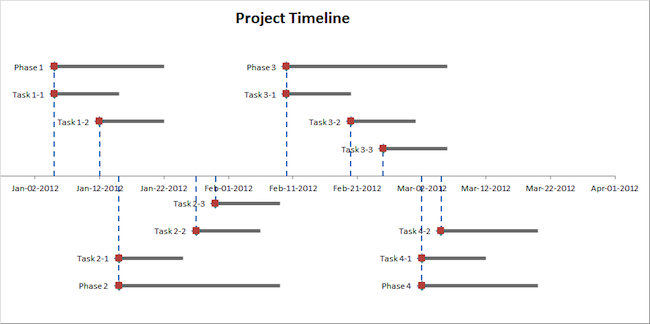 Project Timeline
Phase 1
Phase 3
Task 1-1
Task 3-1
Task 1-2
Task 3-2
Task 3-3
Jan-02-2012 Jan-12-2012 Jan-22-2012 Feb-01-2012 Feb-11-2012 Feb-21-2012 Mar-02-2012 Mar-12-2012 Mar-22-2012 Apr-01-2012
Task 2-3
Task 2-2
Task 4-2
Task 2-1
Task 4-1
Phase 2
Phase 4